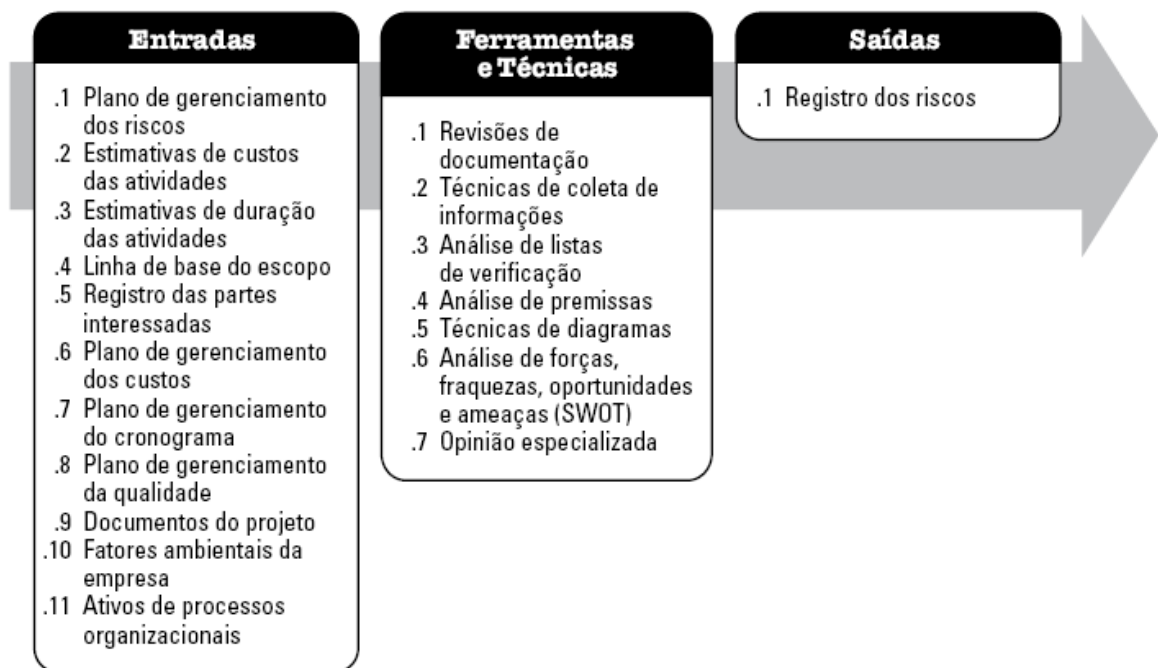 Entradas
.1 Plano de gerenciamento
dos riscos
.2 Estimativas de custos
das atividades
.3 Estimativas de duração
das atividades
.4 Linha de base do escopo
.5 Registro das partes
interessadas
.6 Plano de gerenciamento
dos custos
.7 Plano de gerenciamento
do cronograma
.8 Plano de gerenciamento
da qualidade
.9 Documentos do projeto
.10 Fatores ambientais da
empresa
.11 Ativos de processos
organizacionais
Ferramentas
e Técnicas
.1 Revisões de
documentação
.2 Técnicas de coleta de
informações
.3 Análise de listas
de verificação
.4 Análise de premissas
.5 Técnicas de diagramas
.6 Análise de forças,
fraquezas, oportunidades
e ameaças (SWOT)
.7 Opinião especializada
Saídas
.1 Registro dos riscos